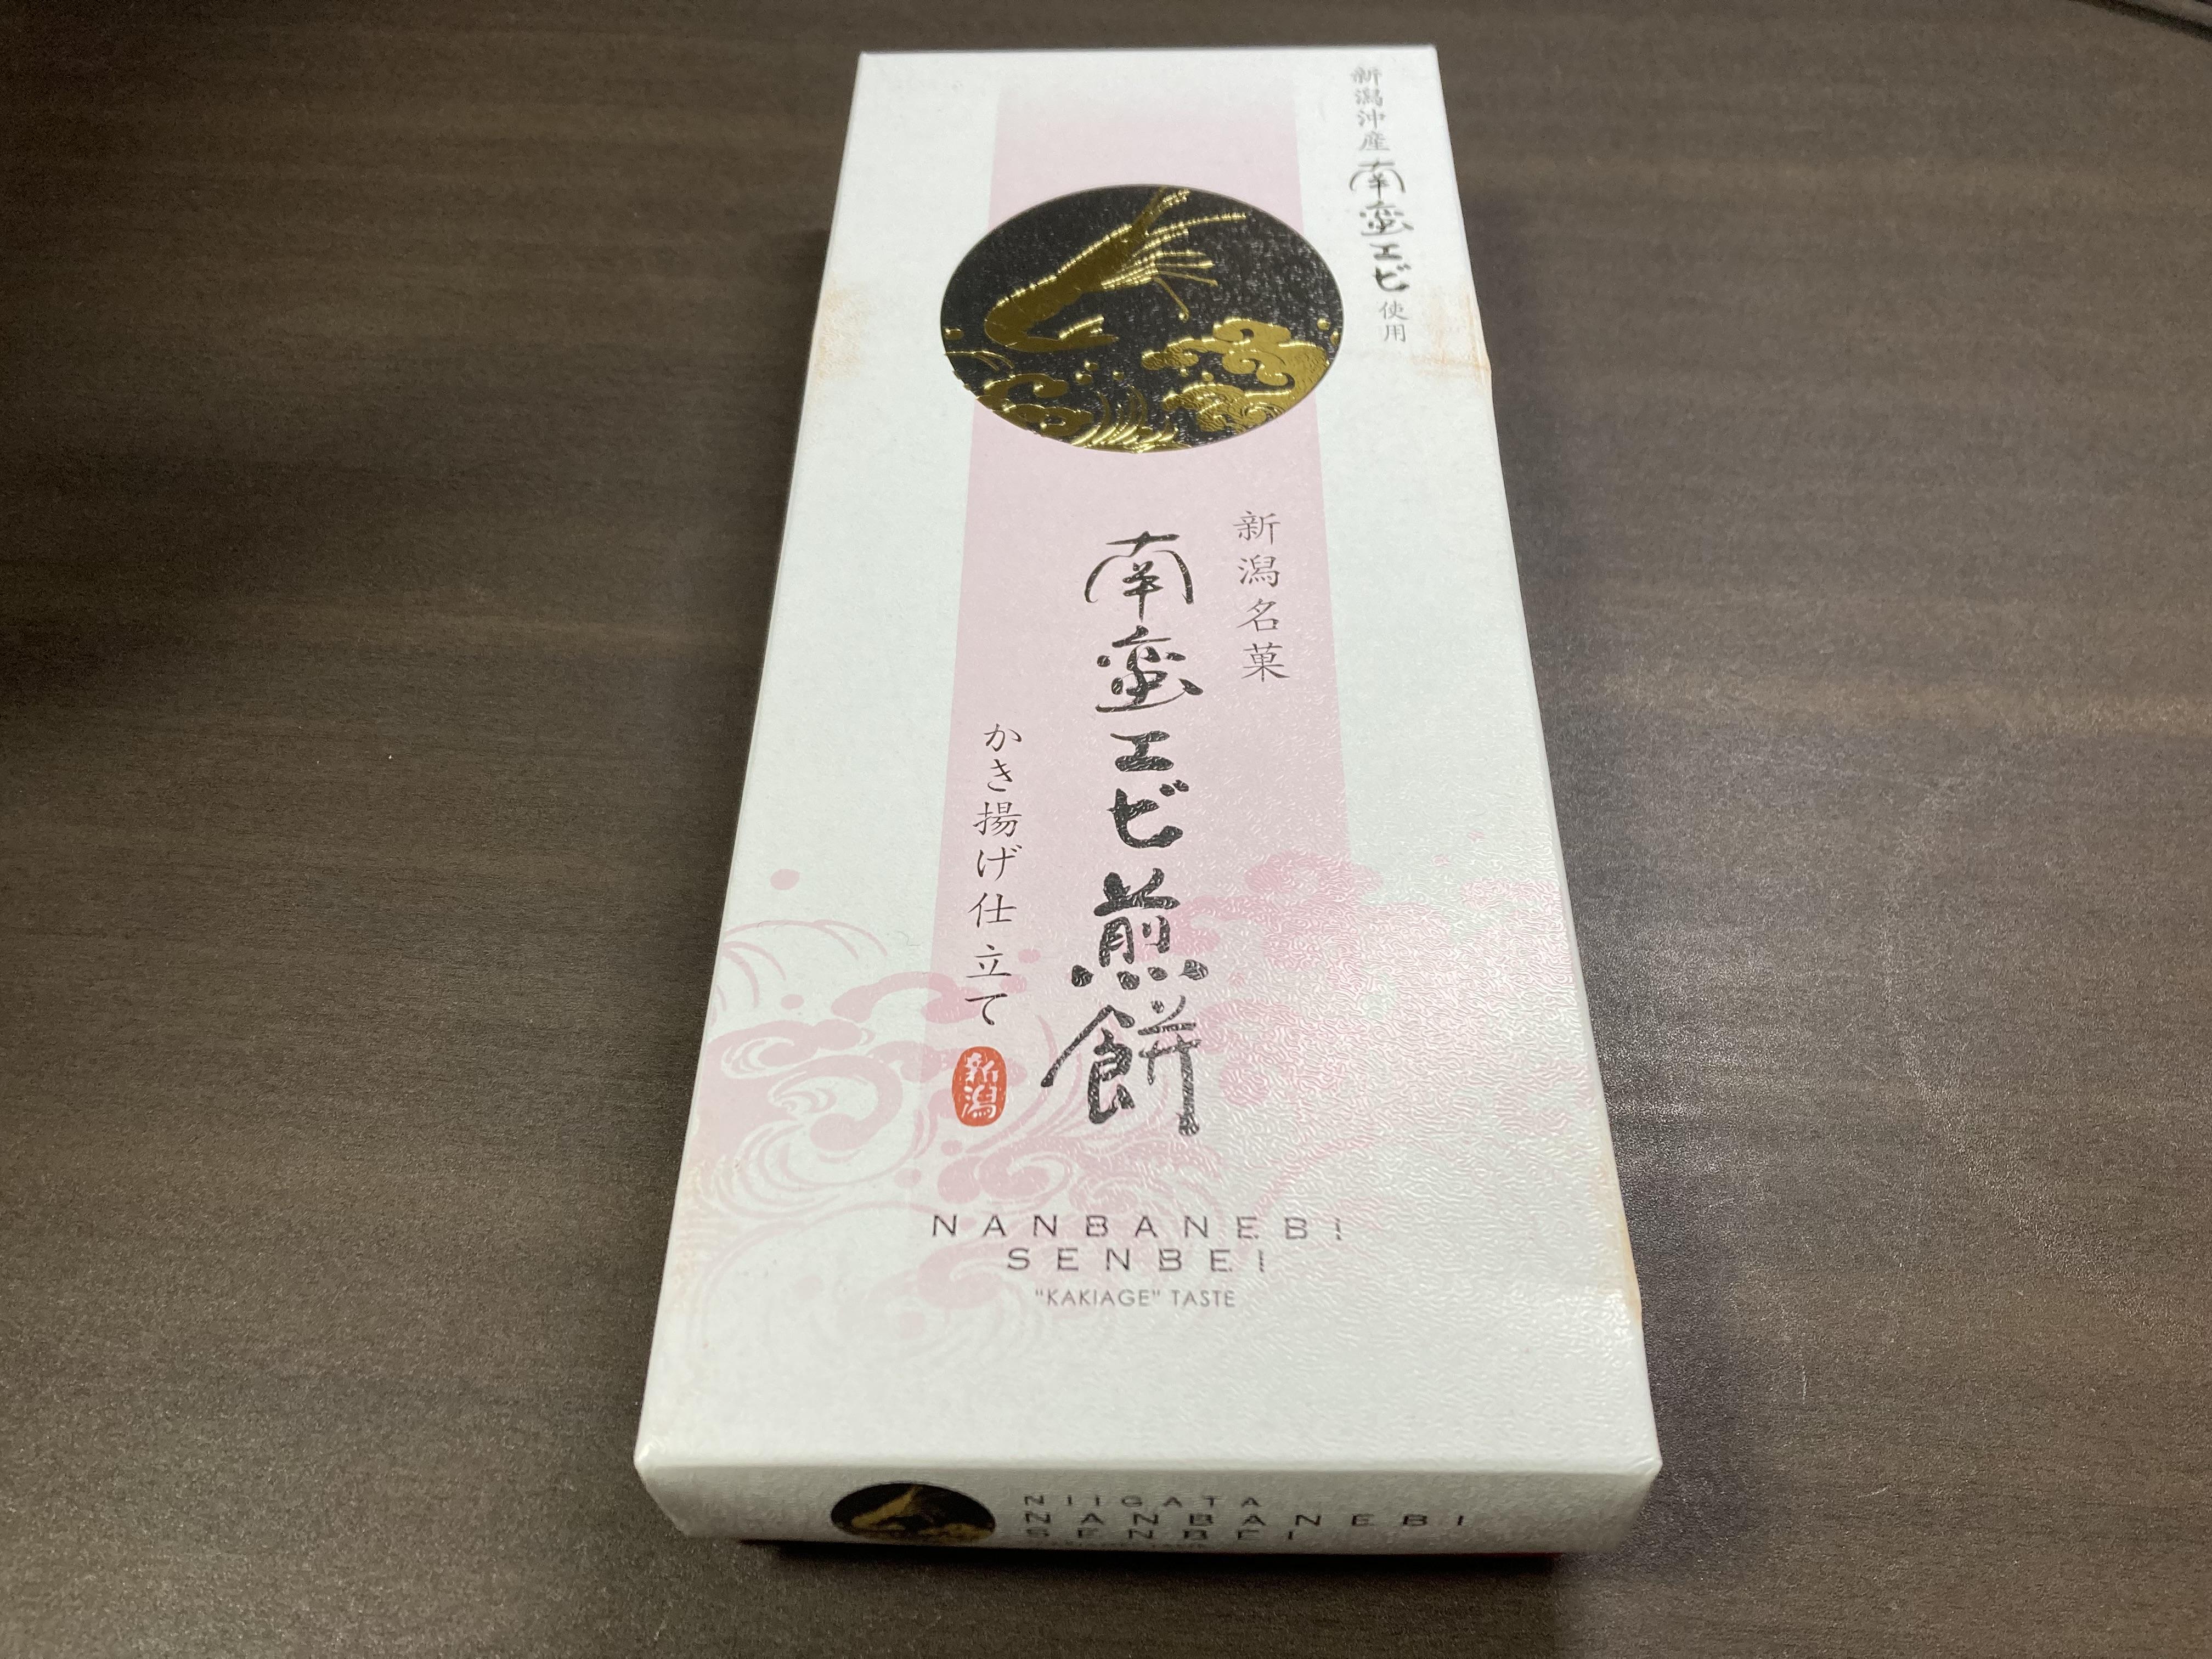 新潟沖産南蛮エビ使用
新潟名菓
南蛮エビ煎餅
かき揚げ仕立て
新潟
NANBANEBI
SENBEI
"KAKIAGE" TASTE
NIIGATA
NANBANEBI
SENBEI